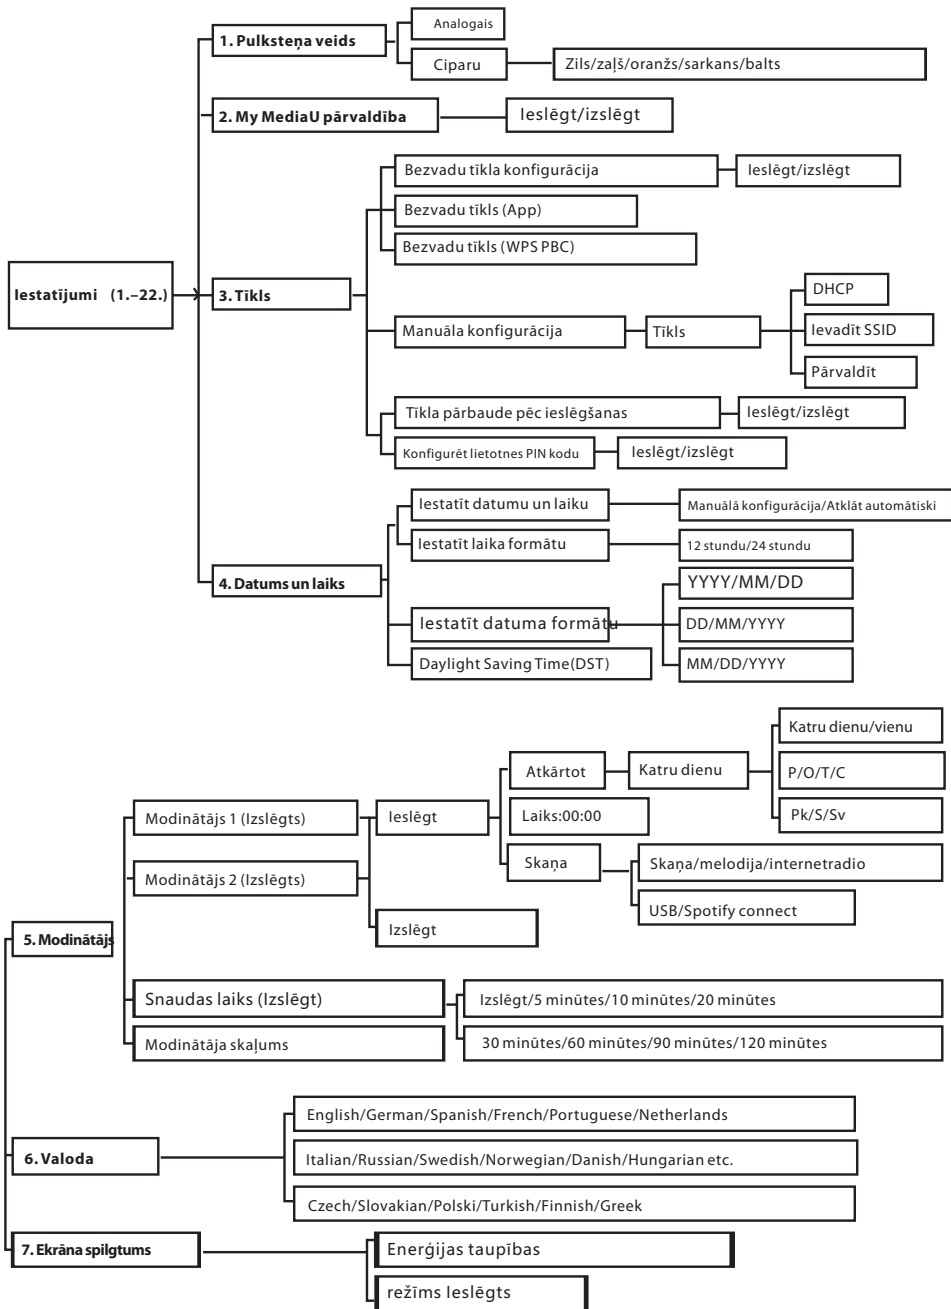 Iestatījumi (1.–22.)
1. Pulksteņa veids
Analogais
Ciparu
Zils/zaļš/oranžs/sarkans/balts
2. My MediaU pārvaldība
Ieslēgt/izslēgt
3. Tīkls
Bezvadu tīkla konfigurācija
Ieslēgt/izslēgt
Bezvadu tīkls (App)
Bezvadu tīkls (WPS PBC)
Manuāla konfigurācija
Tīkls
DHCP
Ievadīt SSID
Pārvaldīt
Tīkla pārbaude pēc ieslēgšanas
Ieslēgt/izslēgt
Konfigurēt lietotnes PIN kodu
Ieslēgt/izslēgt
4. Datums un laiks
Iestatīt datumu un laiku
Manuālā konfigurācija/Atklāt automātiski
Iestatīt laika formātu
12 stundu/24 stundu
Iestatīt datuma formātu
YYYY/MM/DD
DD/MM/YYYY
MM/DD/YYYY
Daylight Saving Time(DST)
5. Modinātājs
Modinātājs 1 (Izslēgts)
Modinātājs 2 (Izslēgts)
Ieslēgt
Atkārtot
Katru dienu
Katru dienu/vienu
P/O/T/C
Pk/S/Sv
Laiks:00:00
Skaņa
Skaņa/melodija/internetradio
USB/Spotify connect
Izslēgt
Snaudas laiks (Izslēgt)
Izslēgt/5 minūtes/10 minūtes/20 minūtes
30 minūtes/60 minūtes/90 minūtes/120 minūtes
Modinātāja skaļums
6. Valoda
English/German/Spanish/French/Portuguese/Netherlands
Italian/Russian/Swedish/Norwegian/Danish/Hungarian etc.
Czech/Slovakian/Polski/Turkish/Finnish/Greek
7. Ekrāna spilgtums
Enerģijas taupības
režīms Ieslēgts